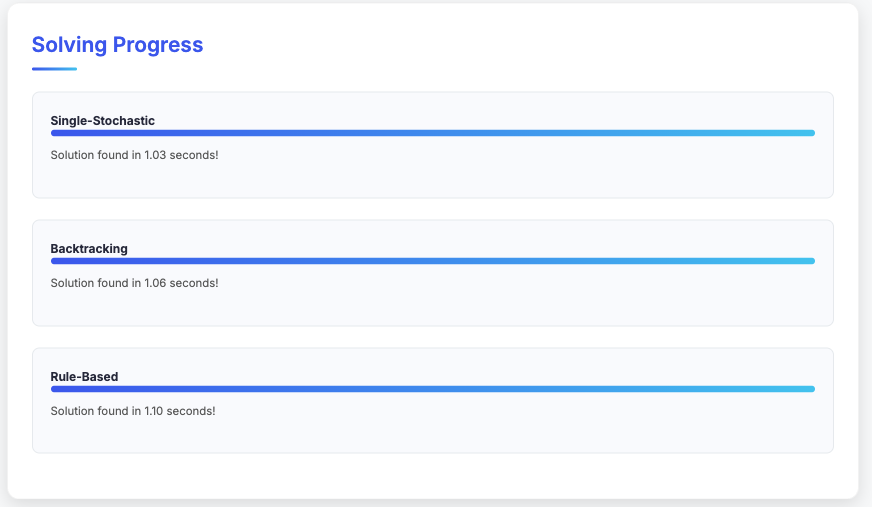 Solving Progress
Single-Stochastic
Solution found in 1.03 seconds!
Backtracking
Solution found in 1.06 seconds!
Rule-Based
Solution found in 1.10 seconds!